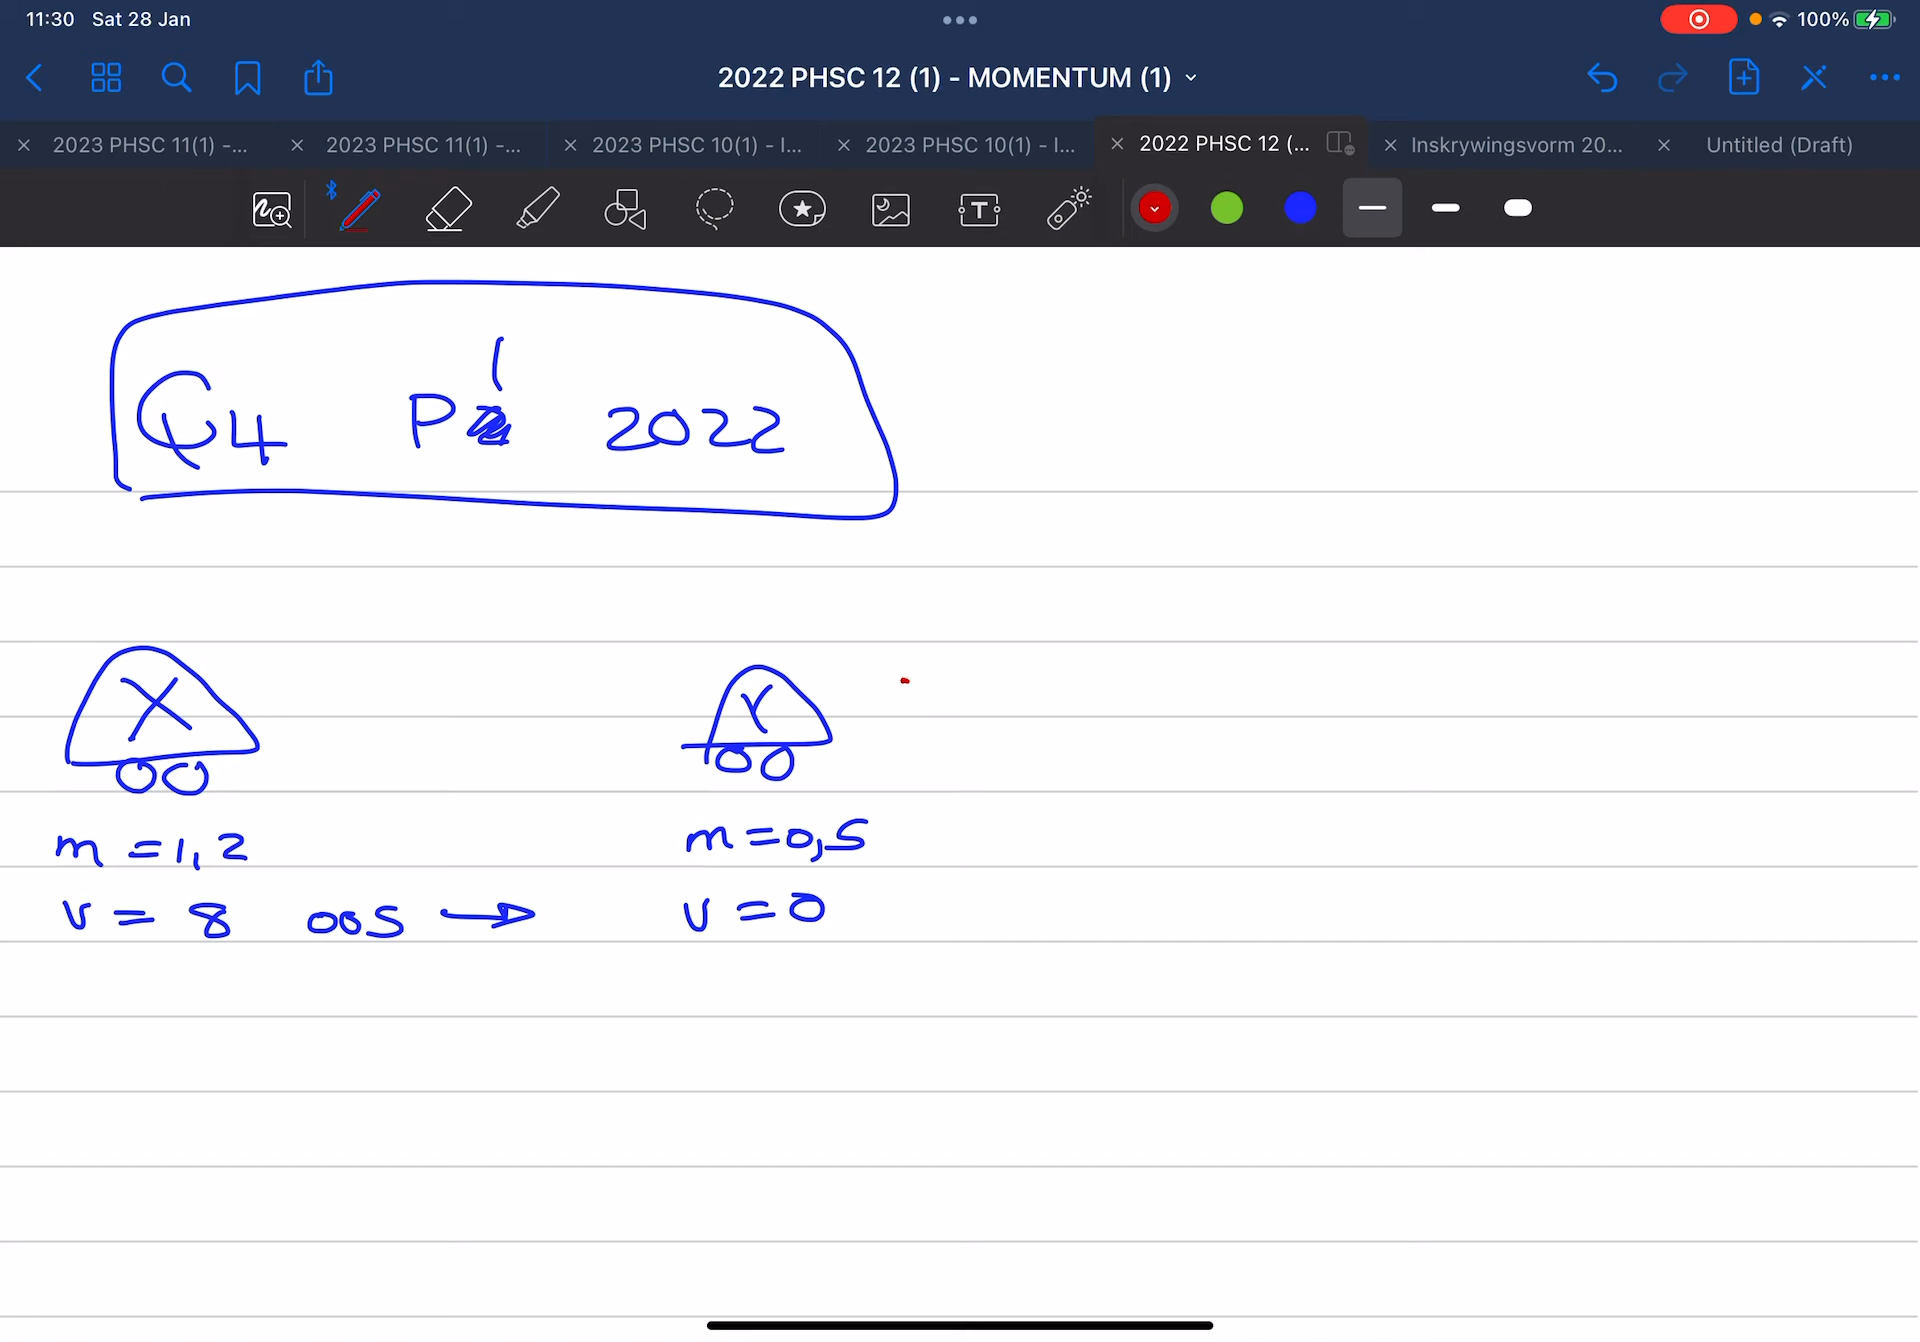 11:30 Sat 28 Jan
100%
2022 PHSC 12 (1) - MOMENTUM (1)
2023 PHSC 11(1) -...
2023 PHSC 11(1) -...
2023 PHSC 10(1) - I...
2023 PHSC 10(1) - I...
2022 PHSC 12 (...
Inskrywingsvorm 20...
Untitled (Draft)
T
Q4 P1 2022
X
Y
m = 1,2
m = 0,5
v = 8 oos →
v = 0